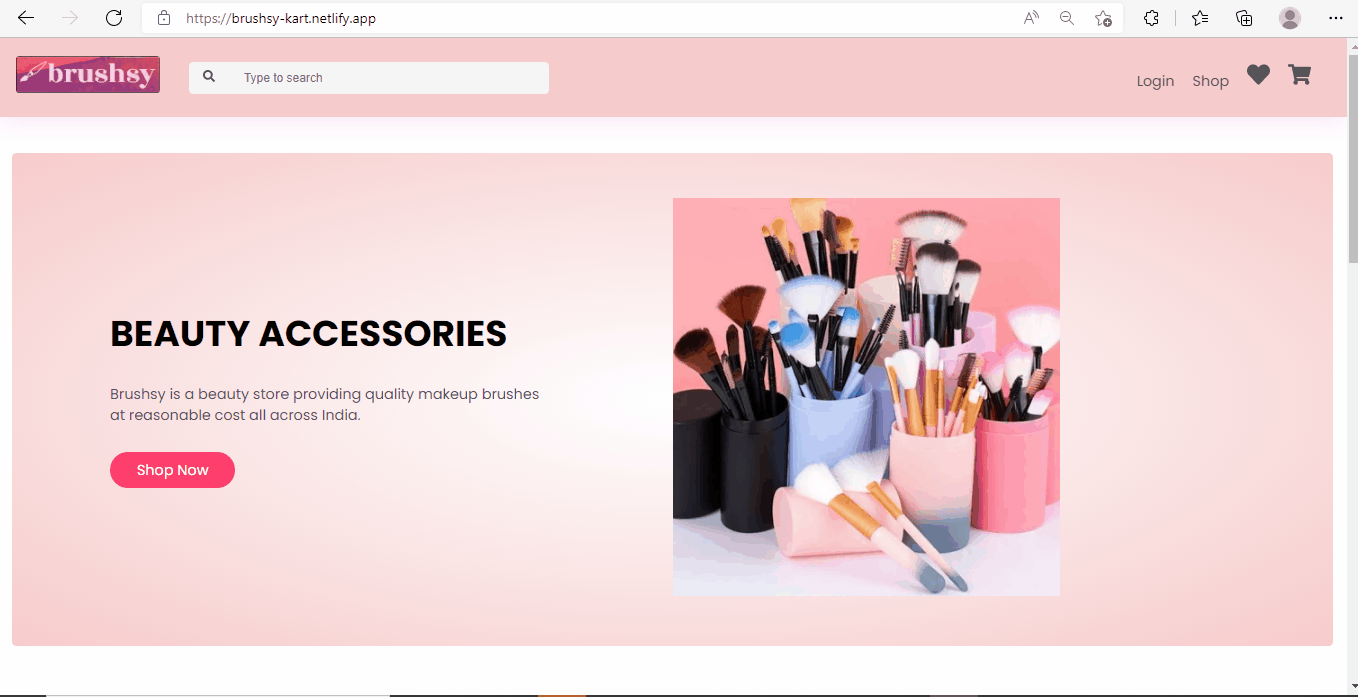 https://brushsy-kart.netlify.app
brushsy
Type to search
Login
Shop
BEAUTY ACCESSORIES
Brushsy is a beauty store providing quality makeup brushes
at reasonable cost all across India.
Shop Now